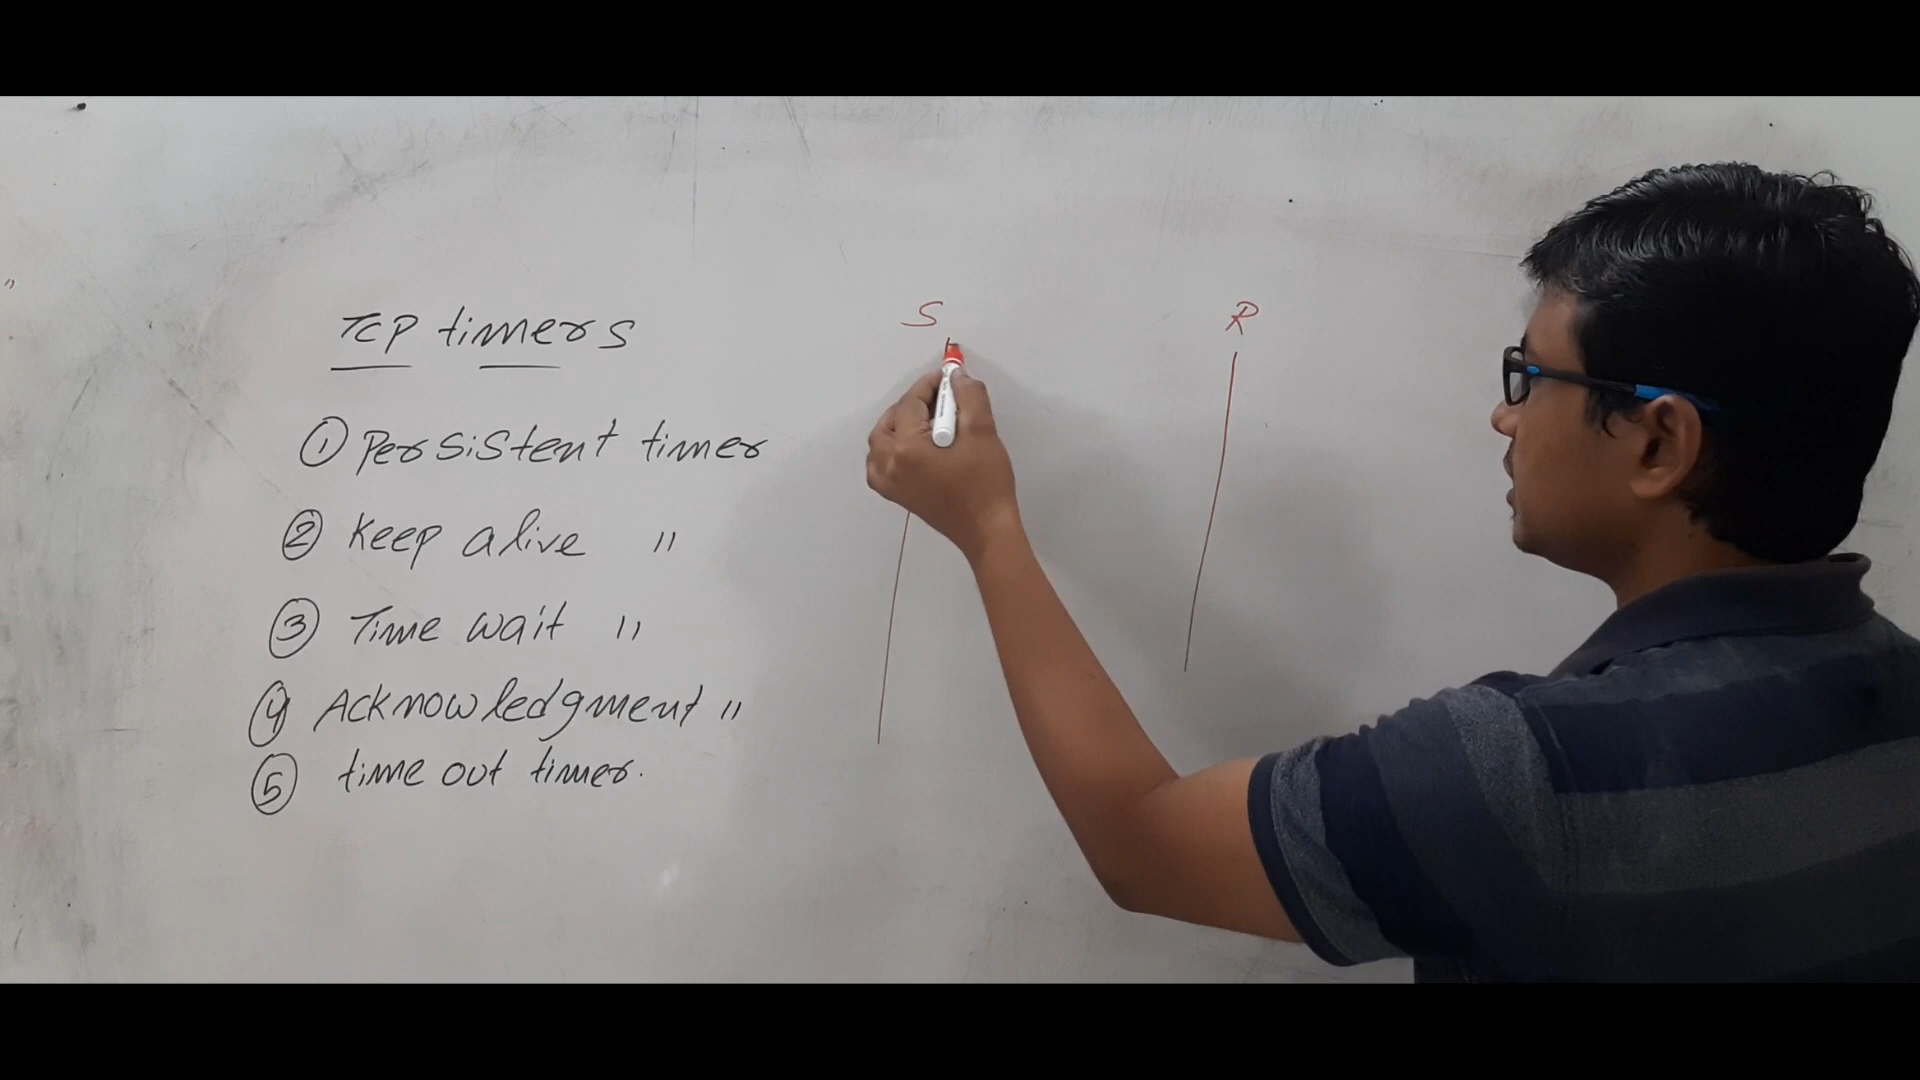 TCP timers
① Persistent timer
② Keep alive "
③ Time wait "
④ Acknowledgment "
⑤ time out timer.
S R